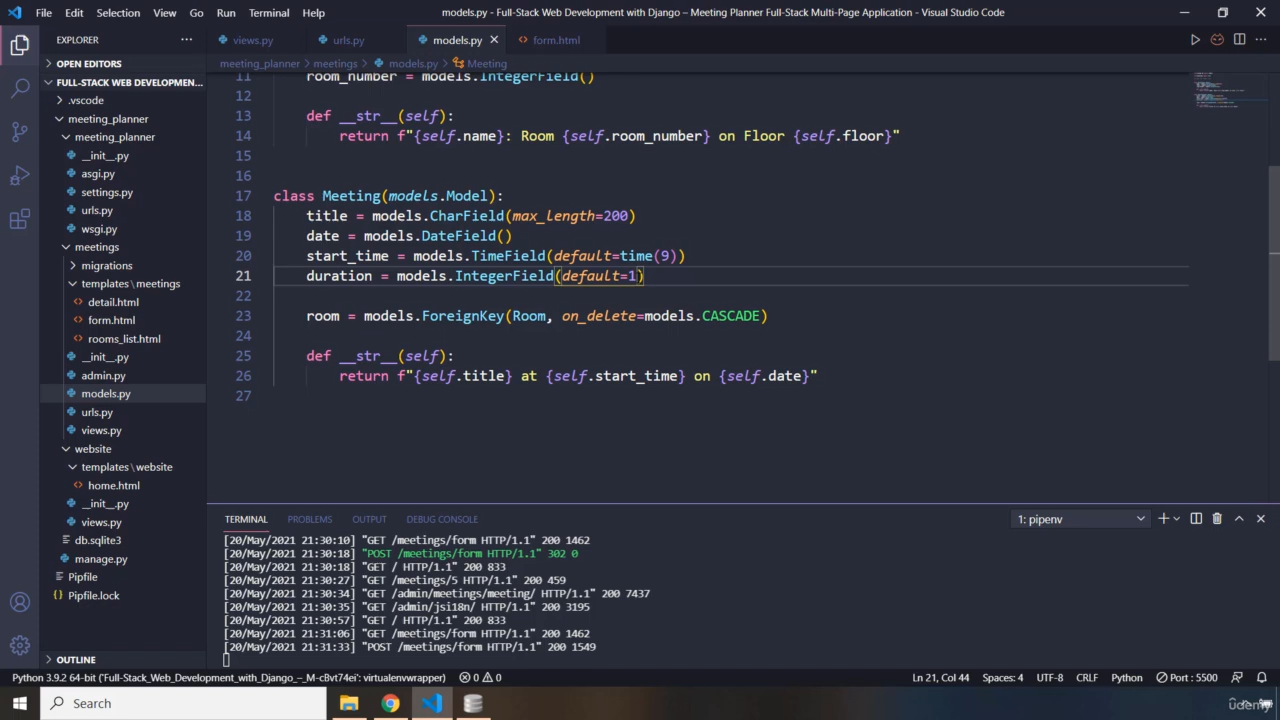 File Edit Selection View Go Run Terminal Help
models.py - Full-Stack Web Development with Django – Meeting Planner Full-Stack Multi-Page Application - Visual Studio Code
EXPLORER
OPEN EDITORS
FULL-STACK WEB DEVELOPMEN...
.vscode
meeting_planner
meeting_planner
__init__.py
asgi.py
settings.py
urls.py
wsgi.py
meetings
migrations
templates\meetings
detail.html
form.html
rooms_list.html
__init__.py
admin.py
models.py
urls.py
views.py
website
templates\website
home.html
__init__.py
views.py
db.sqlite3
manage.py
Pipfile
Pipfile.lock
OUTLINE
views.py urls.py models.py form.html
meeting_planner > meetings > models.py > Meeting
11 room_number = models.IntegerField()
12
13 def __str__(self):
14 return f"{self.name}: Room {self.room_number} on Floor {self.floor}"
15
16
17 class Meeting(models.Model):
18 title = models.CharField(max_length=200)
19 date = models.DateField()
20 start_time = models.TimeField(default=time(9))
21 duration = models.IntegerField(default=1)
22
23 room = models.ForeignKey(Room, on_delete=models.CASCADE)
24
25 def __str__(self):
26 return f"{self.title} at {self.start_time} on {self.date}"
27
TERMINAL PROBLEMS OUTPUT DEBUG CONSOLE
1: pipenv
[20/May/2021 21:30:10] "GET /meetings/form HTTP/1.1" 200 1462
[20/May/2021 21:30:18] "POST /meetings/form HTTP/1.1" 302 0
[20/May/2021 21:30:18] "GET / HTTP/1.1" 200 833
[20/May/2021 21:30:27] "GET /meetings/5 HTTP/1.1" 200 459
[20/May/2021 21:30:34] "GET /admin/meetings/meeting/ HTTP/1.1" 200 7437
[20/May/2021 21:30:35] "GET /admin/jsi18n/ HTTP/1.1" 200 3195
[20/May/2021 21:30:57] "GET / HTTP/1.1" 200 833
[20/May/2021 21:31:06] "GET /meetings/form HTTP/1.1" 200 1462
[20/May/2021 21:31:33] "POST /meetings/form HTTP/1.1" 200 1549
Python 3.9.2 64-bit ('Full-Stack_Web_Development_with_Django_–_M-cBvt74ei': virtualenvwrapper) 0 0 Ln 21, Col 44 Spaces: 4 UTF-8 CRLF Python Port : 5500
Search
udemy